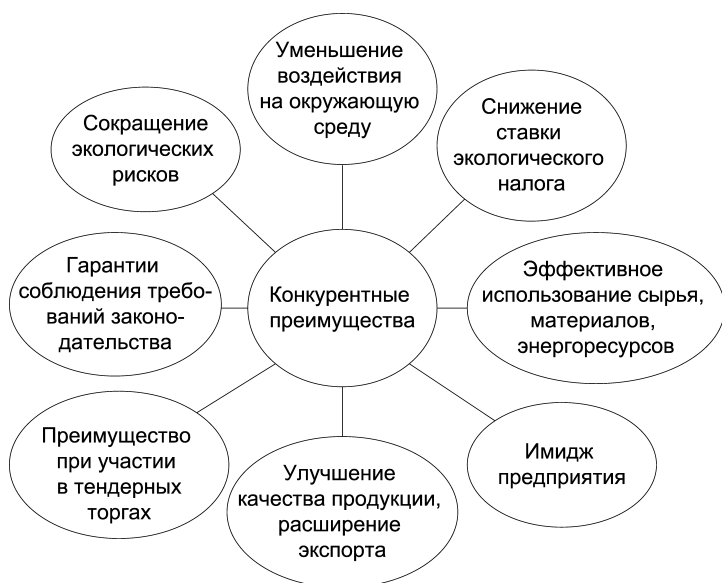 Уменьшение
воздействия
на окружающую
среду
Сокращение
экологических
рисков
Снижение
ставки
экологического
налога
Гарантии
соблюдения требо-
ваний законо-
дательства
Конкурентные
преимущества
Эффективное
использование сырья,
материалов,
энергоресурсов
Преимущество
при участии
в тендерных
торгах
Улучшение
качества продукции,
расширение
экспорта
Имидж
предприятия